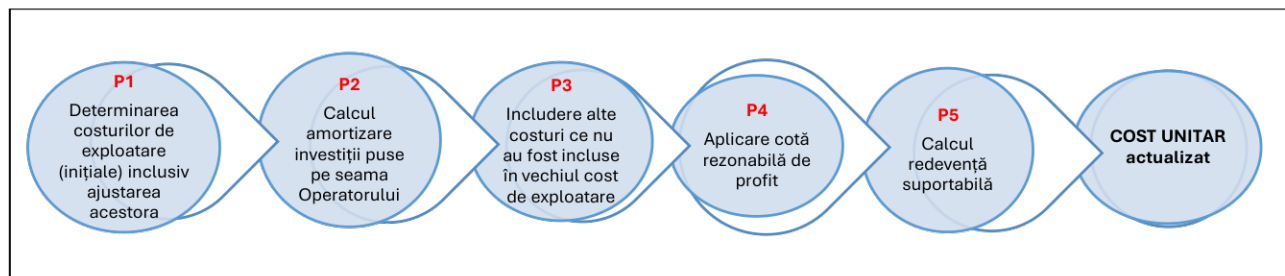 P1
Determinarea
costurilor de
exploatare
(inițiale) inclusiv
ajustarea
acestora
P2
Calcul
amortizare
investiții puse
pe seama
Operatorului
P3
Includere alte
costuri ce nu
au fost incluse
în vechiul cost
de exploatare
P4
Aplicare cotă
rezonabilă de
profit
P5
Calcul
redevență
suportabilă
COST UNITAR
actualizat